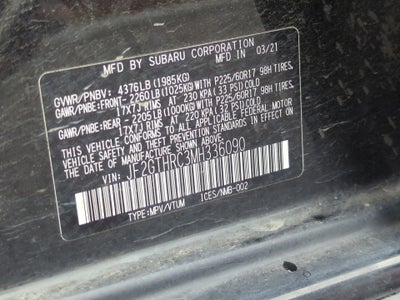 MFD. BY SUBARU CORPORATION 03/21
GVWR/PNBV: 4376LB (1985KG)
GAWR/PNBE:FRONT- 2260LB(1025KG)WITH P225/60R17 98H TIRES.
17X7J RIMS AT 230 KPA(33 PSI)COLD
GAWR/PNBE:REAR - 2205LB(1000KG)WITH P225/60R17 98H TIRES.
17X7J RIMS AT 220 KPA(32 PSI)COLD
THIS VEHICLE CONFORMS TO ALL APPLICABLE FEDERAL MOTOR
VEHICLE SAFETY AND THEFT PREVENTION STANDARDS
IN EFFECT ON THE DATE OF MANUFACTURE SHOWN ABOVE.
VIN: JF2GTHRC3MH336090
TYPE:MPV/VTUM ICES/NMB-002